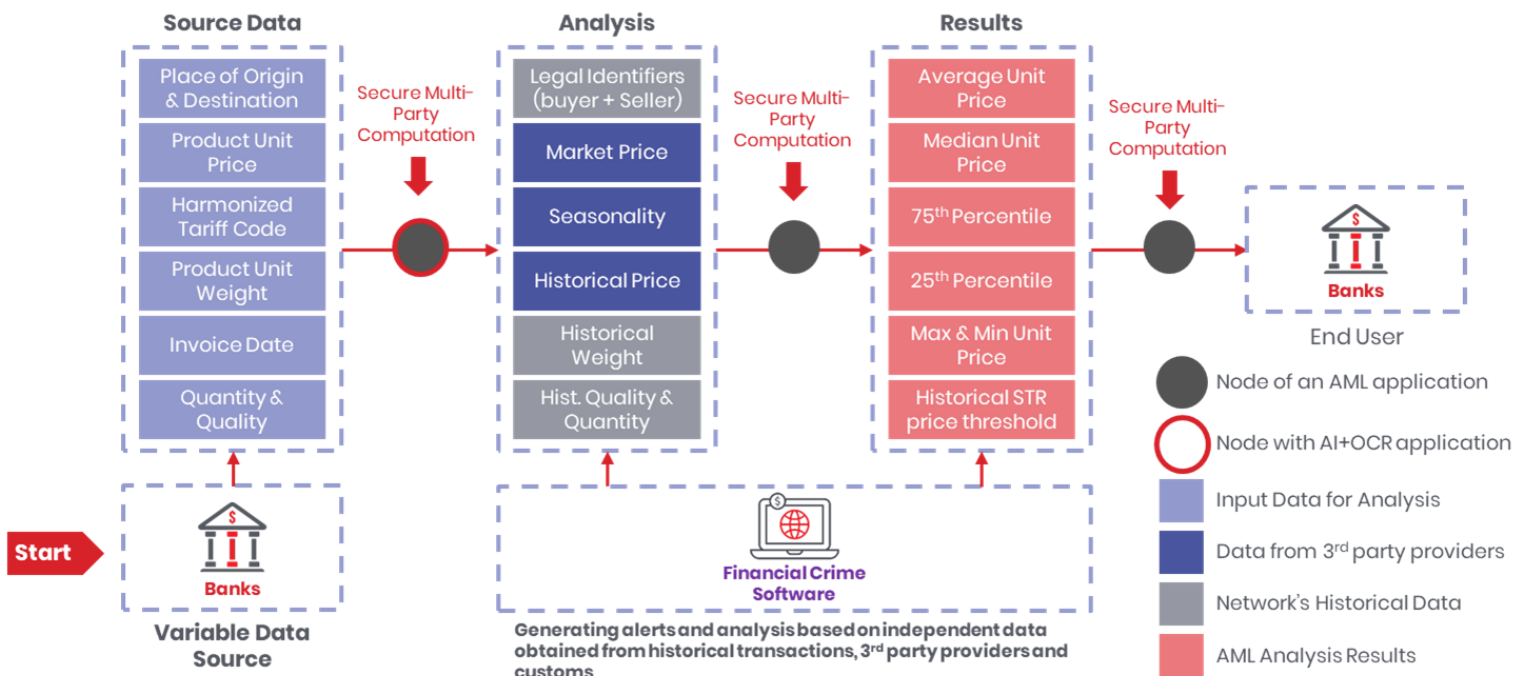 Source Data
Place of Origin
& Destination
Product Unit
Price
Harmonized
Tariff Code
Product Unit
Weight
Invoice Date
Quantity &
Quality
Start
$
Banks
Variable Data
Source
Secure Multi-
Party
Computation
Analysis
Legal Identifiers
(buyer + Seller)
Market Price
Seasonality
Historical Price
Historical
Weight
Hist. Quality &
Quantity
Secure Multi-
Party
Computation
Results
Average Unit
Price
Median Unit
Price
75th Percentile
25th Percentile
Max & Min Unit
Price
Historical STR
price threshold
$
Financial Crime
Software
Generating alerts and analysis based on independent data
obtained from historical transactions, 3rd party providers and
customs
Secure Multi-
Party
Computation
$
Banks
End User
Node of an AML application
Node with AI+OCR application
Input Data for Analysis
Data from 3rd party providers
Network's Historical Data
AML Analysis Results